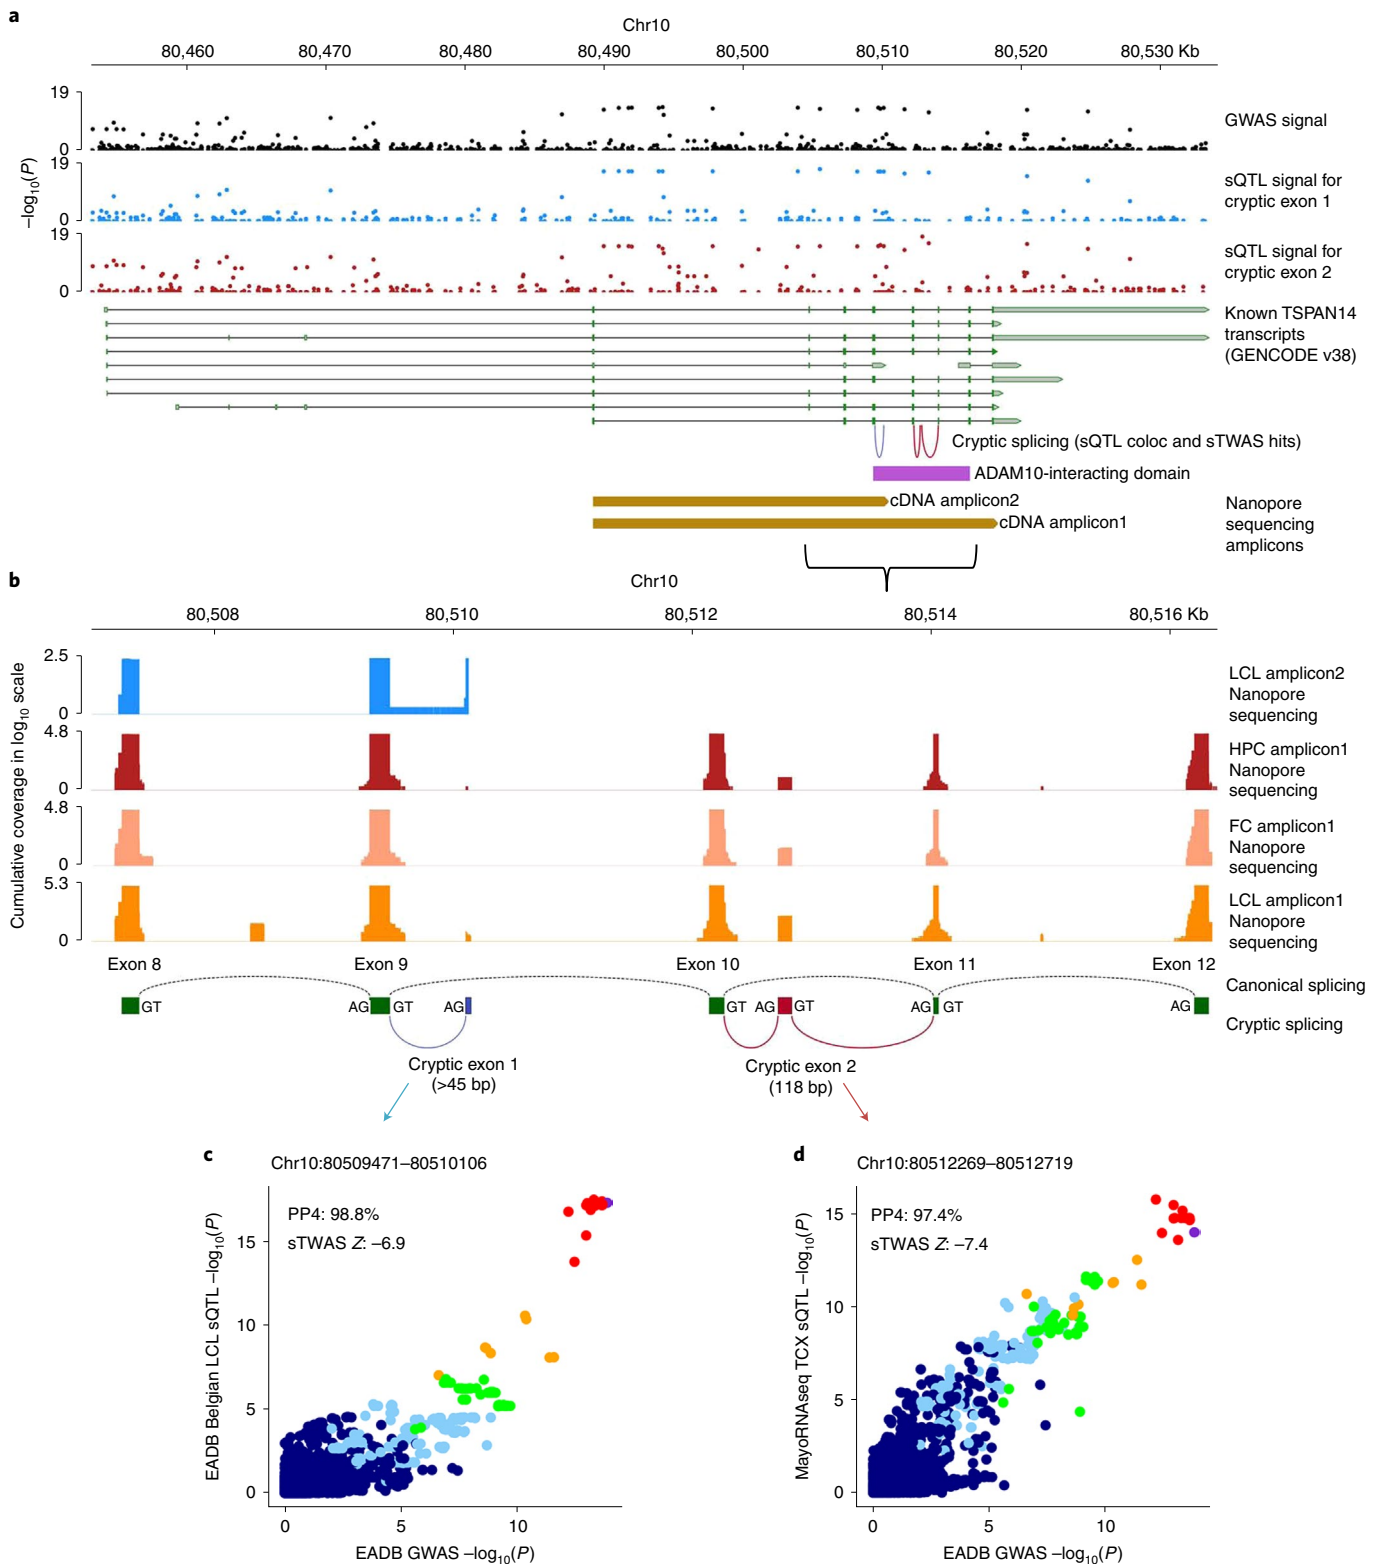 a
Chr10
80,460 80,470 80,480 80,490 80,500 80,510 80,520 80,530 Kb
19
0
GWAS signal
19
0
sQTL signal for
cryptic exon 1
19
0
sQTL signal for
cryptic exon 2
–log10(P)
Known TSPAN14
transcripts
(GENCODE v38)
Cryptic splicing (sQTL coloc and sTWAS hits)
ADAM10-interacting domain
cDNA amplicon2
cDNA amplicon1
Nanopore
sequencing
amplicons
b
Chr10
80,508 80,510 80,512 80,514 80,516 Kb
Cumulative coverage in log10 scale
2.5
0
LCL amplicon2
Nanopore
sequencing
4.8
0
HPC amplicon1
Nanopore
sequencing
4.8
0
FC amplicon1
Nanopore
sequencing
5.3
0
LCL amplicon1
Nanopore
sequencing
Exon 8 Exon 9 Exon 10 Exon 11 Exon 12
Canonical splicing
GT AG GT AG GT AG GT AG GT AG
Cryptic splicing
Cryptic exon 1
(>45 bp)
Cryptic exon 2
(118 bp)
c
Chr10:80509471–80510106
PP4: 98.8%
sTWAS Z: –6.9
EADB Belgian LCL sQTL –log10(P)
15
10
5
0
0 5 10
EADB GWAS –log10(P)
d
Chr10:80512269–80512719
PP4: 97.4%
sTWAS Z: –7.4
MayoRNAseq TCX sQTL –log10(P)
15
10
5
0
0 5 10
EADB GWAS –log10(P)